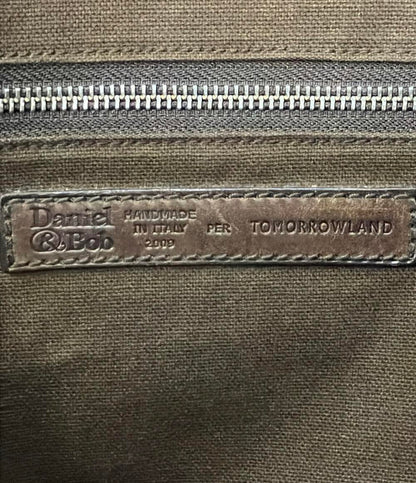 Daniel
& Bob
HANDMADE
IN ITALY
2009
PER
TOMORROWLAND